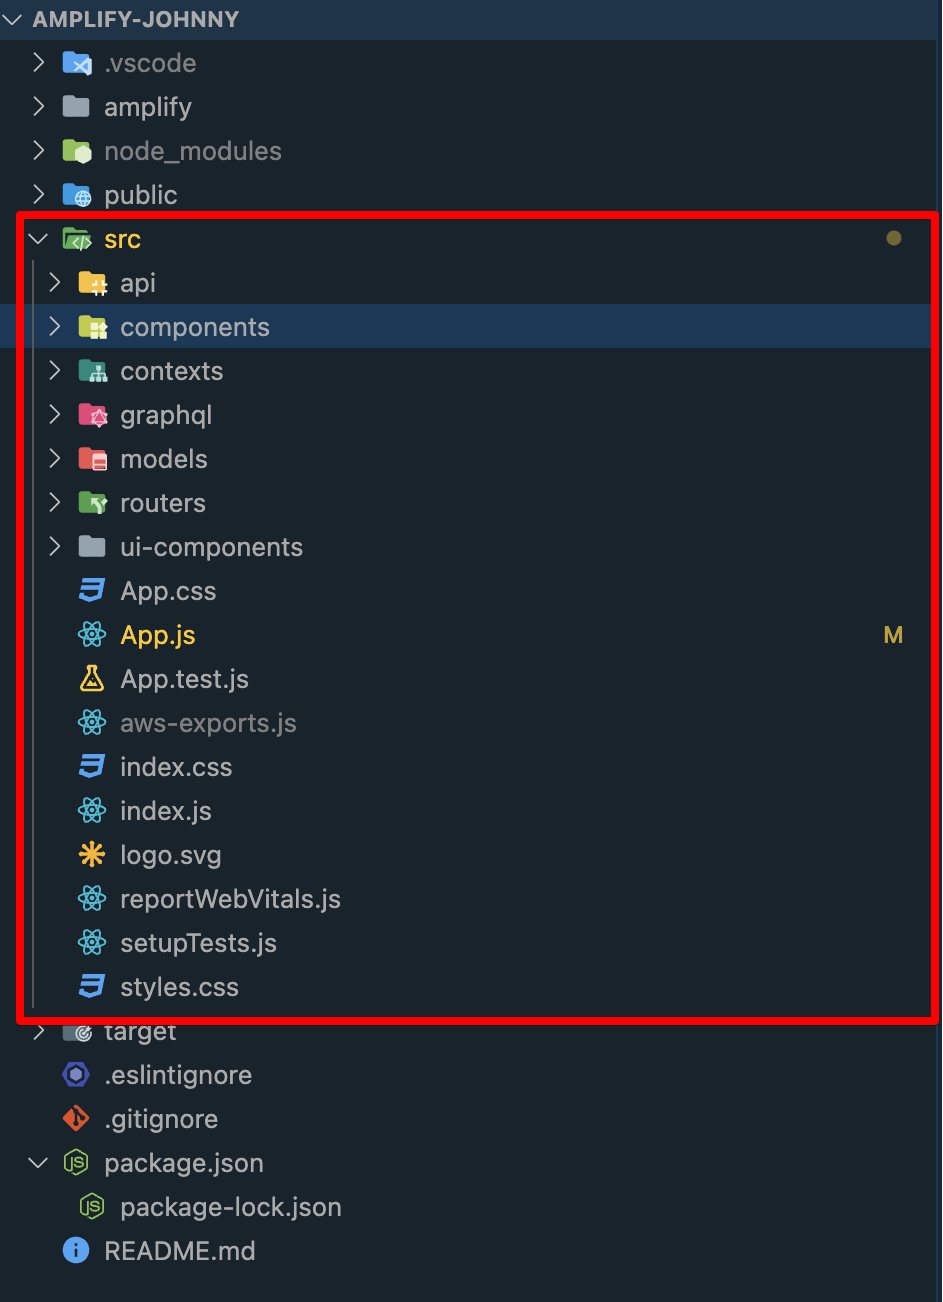 AMPLIFY-JOHNNY
.vscode
amplify
node_modules
public
src
api
components
contexts
graphql
models
routers
ui-components
App.css
App.js M
App.test.js
aws-exports.js
index.css
index.js
logo.svg
reportWebVitals.js
setupTests.js
styles.css
target
.eslintignore
.gitignore
package.json
package-lock.json
README.md